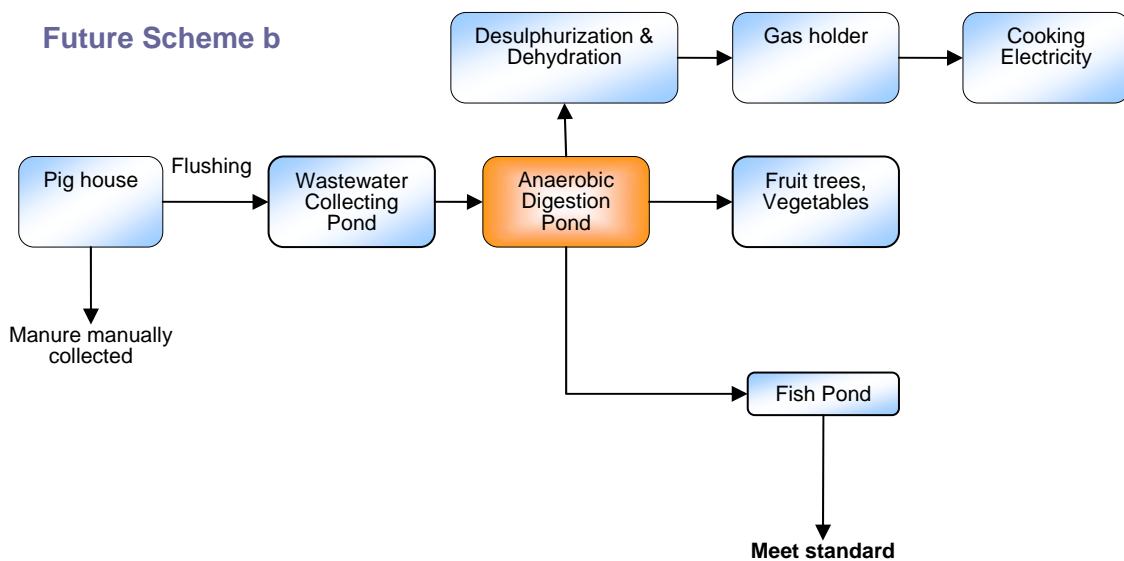 Future Scheme b
Desulphurization &
Dehydration
Gas holder
Cooking
Electricity
Pig house
Flushing
Wastewater
Collecting
Pond
Anaerobic
Digestion
Pond
Fruit trees,
Vegetables
Manure manually
collected
Fish Pond
Meet standard